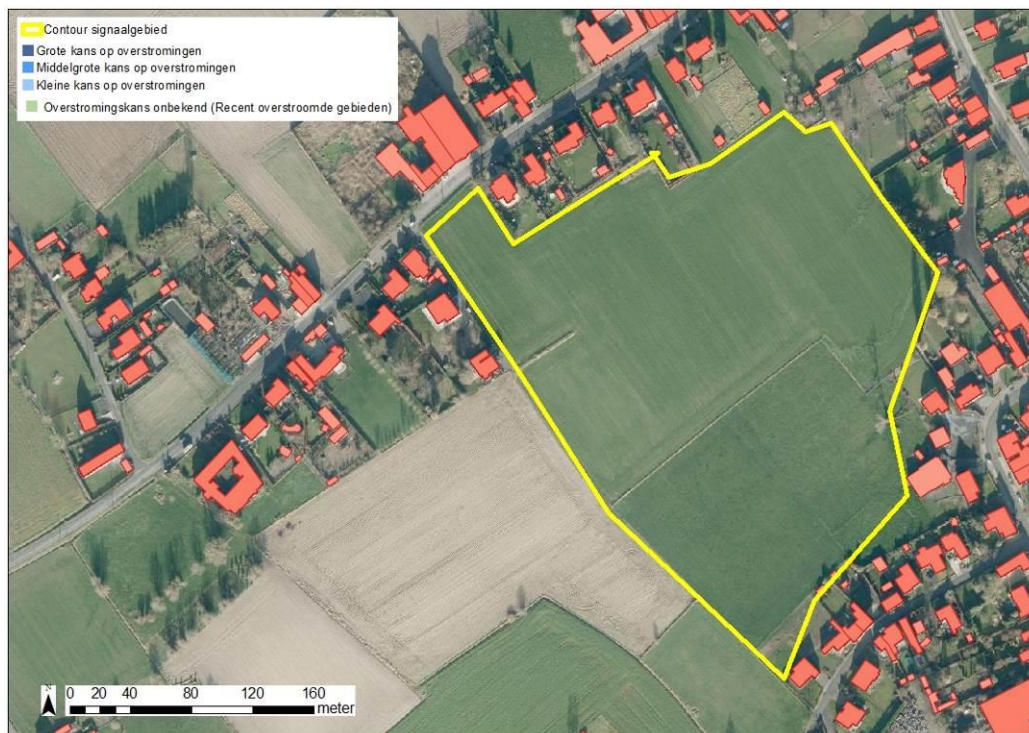 Contour signaalgebied
Grote kans op overstromingen
Middelgrote kans op overstromingen
Kleine kans op overstromingen
Overstromingskans onbekend (Recent overstroomde gebieden)
N
0 20 40 80 120 160
meter